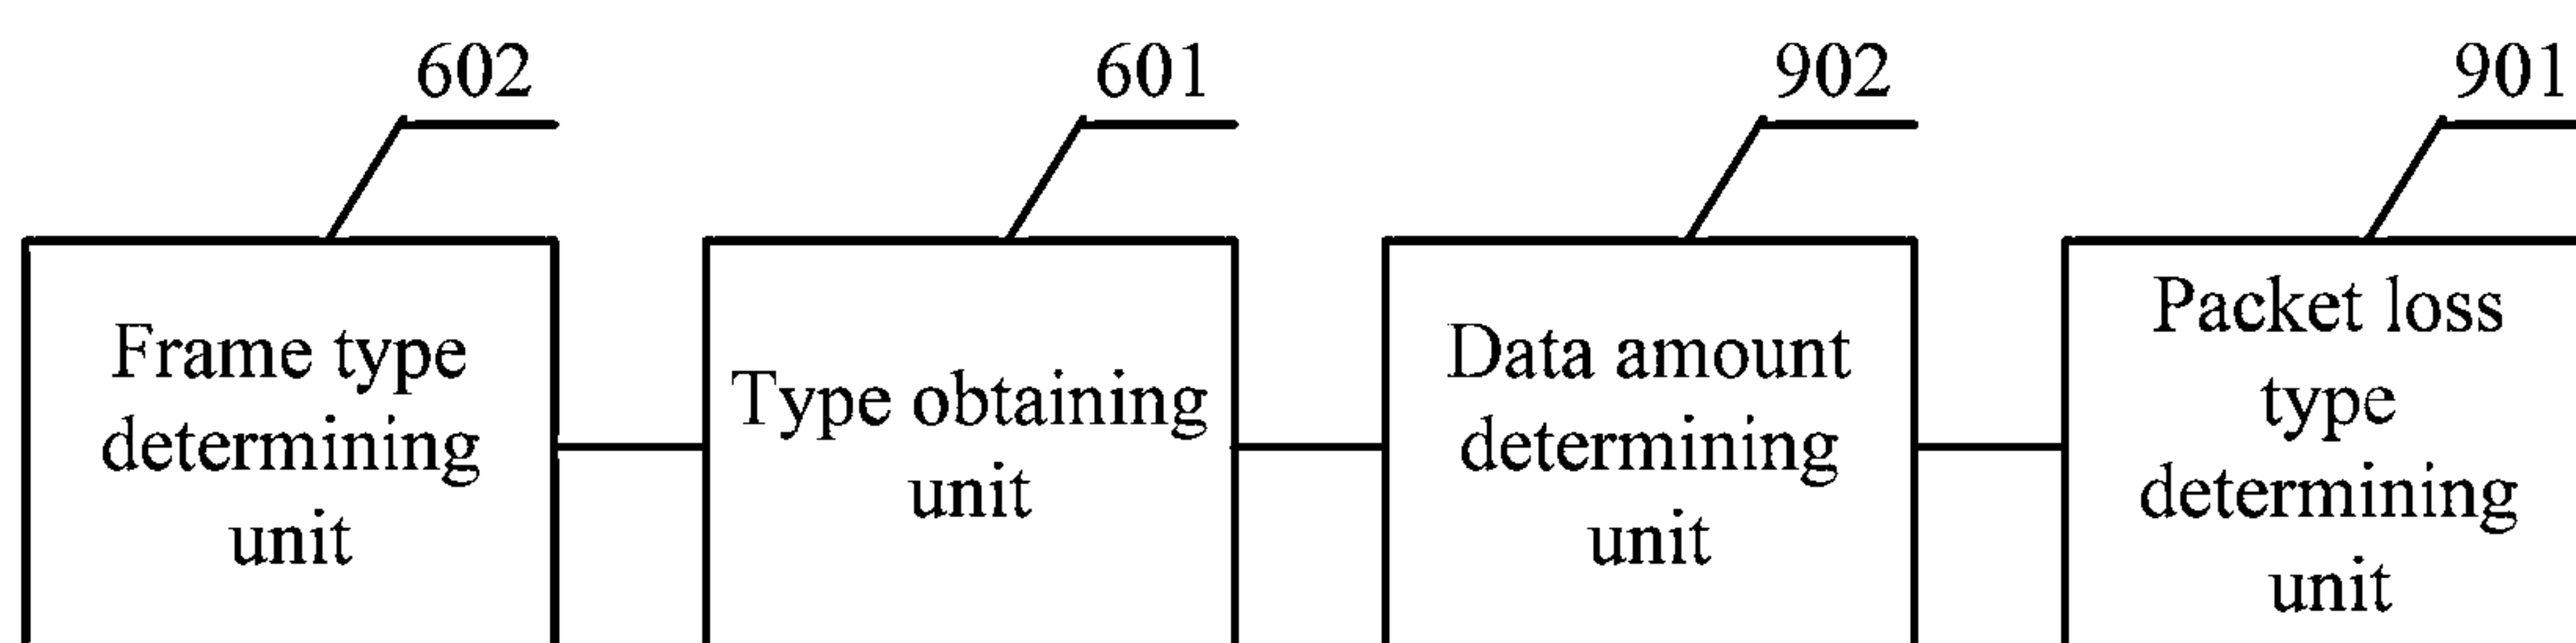 602
601
902
901
Frame type
determining
unit
Type obtaining
unit
Data amount
determining
unit
Packet loss
type
determining
unit